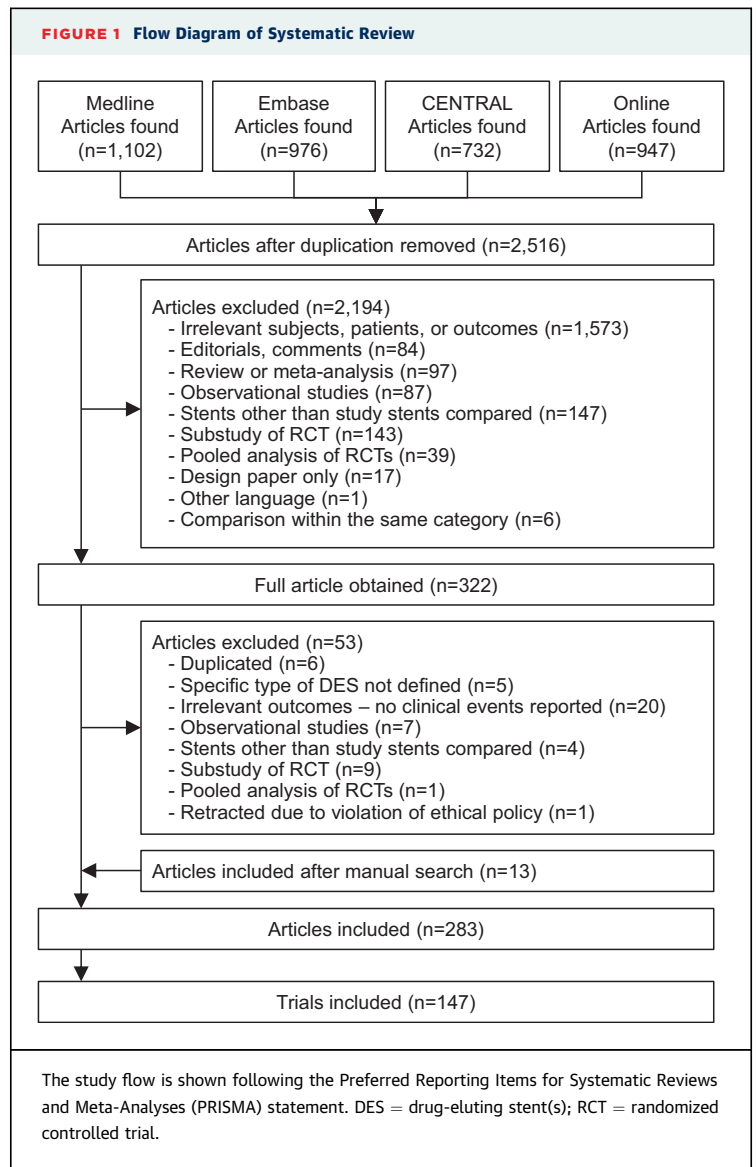 FIGURE 1 Flow Diagram of Systematic Review
Medline
Articles found
(n=1,102)
Embase
Articles found
(n=976)
CENTRAL
Articles found
(n=732)
Online
Articles found
(n=947)
Articles after duplication removed (n=2,516)
Articles excluded (n=2,194)
- Irrelevant subjects, patients, or outcomes (n=1,573)
- Editorials, comments (n=84)
- Review or meta-analysis (n=97)
- Observational studies (n=87)
- Stents other than study stents compared (n=147)
- Substudy of RCT (n=143)
- Pooled analysis of RCTs (n=39)
- Design paper only (n=17)
- Other language (n=1)
- Comparison within the same category (n=6)
Full article obtained (n=322)
Articles excluded (n=53)
- Duplicated (n=6)
- Specific type of DES not defined (n=5)
- Irrelevant outcomes – no clinical events reported (n=20)
- Observational studies (n=7)
- Stents other than study stents compared (n=4)
- Substudy of RCT (n=9)
- Pooled analysis of RCTs (n=1)
- Retracted due to violation of ethical policy (n=1)
Articles included after manual search (n=13)
Articles included (n=283)
Trials included (n=147)
The study flow is shown following the Preferred Reporting Items for Systematic Reviews
and Meta-Analyses (PRISMA) statement. DES = drug-eluting stent(s); RCT = randomized
controlled trial.